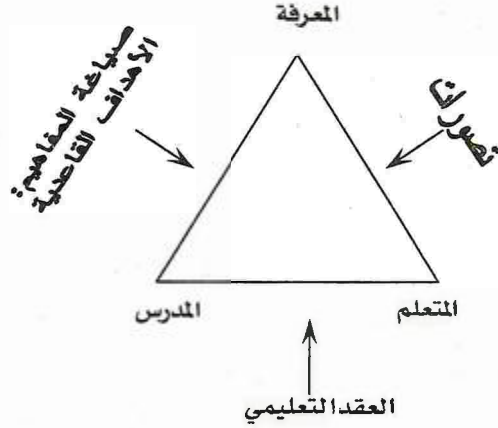 المعرفة
صياغة المفاهيم:
الأهداف القاعدية
تصورات
المدرس
المتعلم
العقد التعليمي